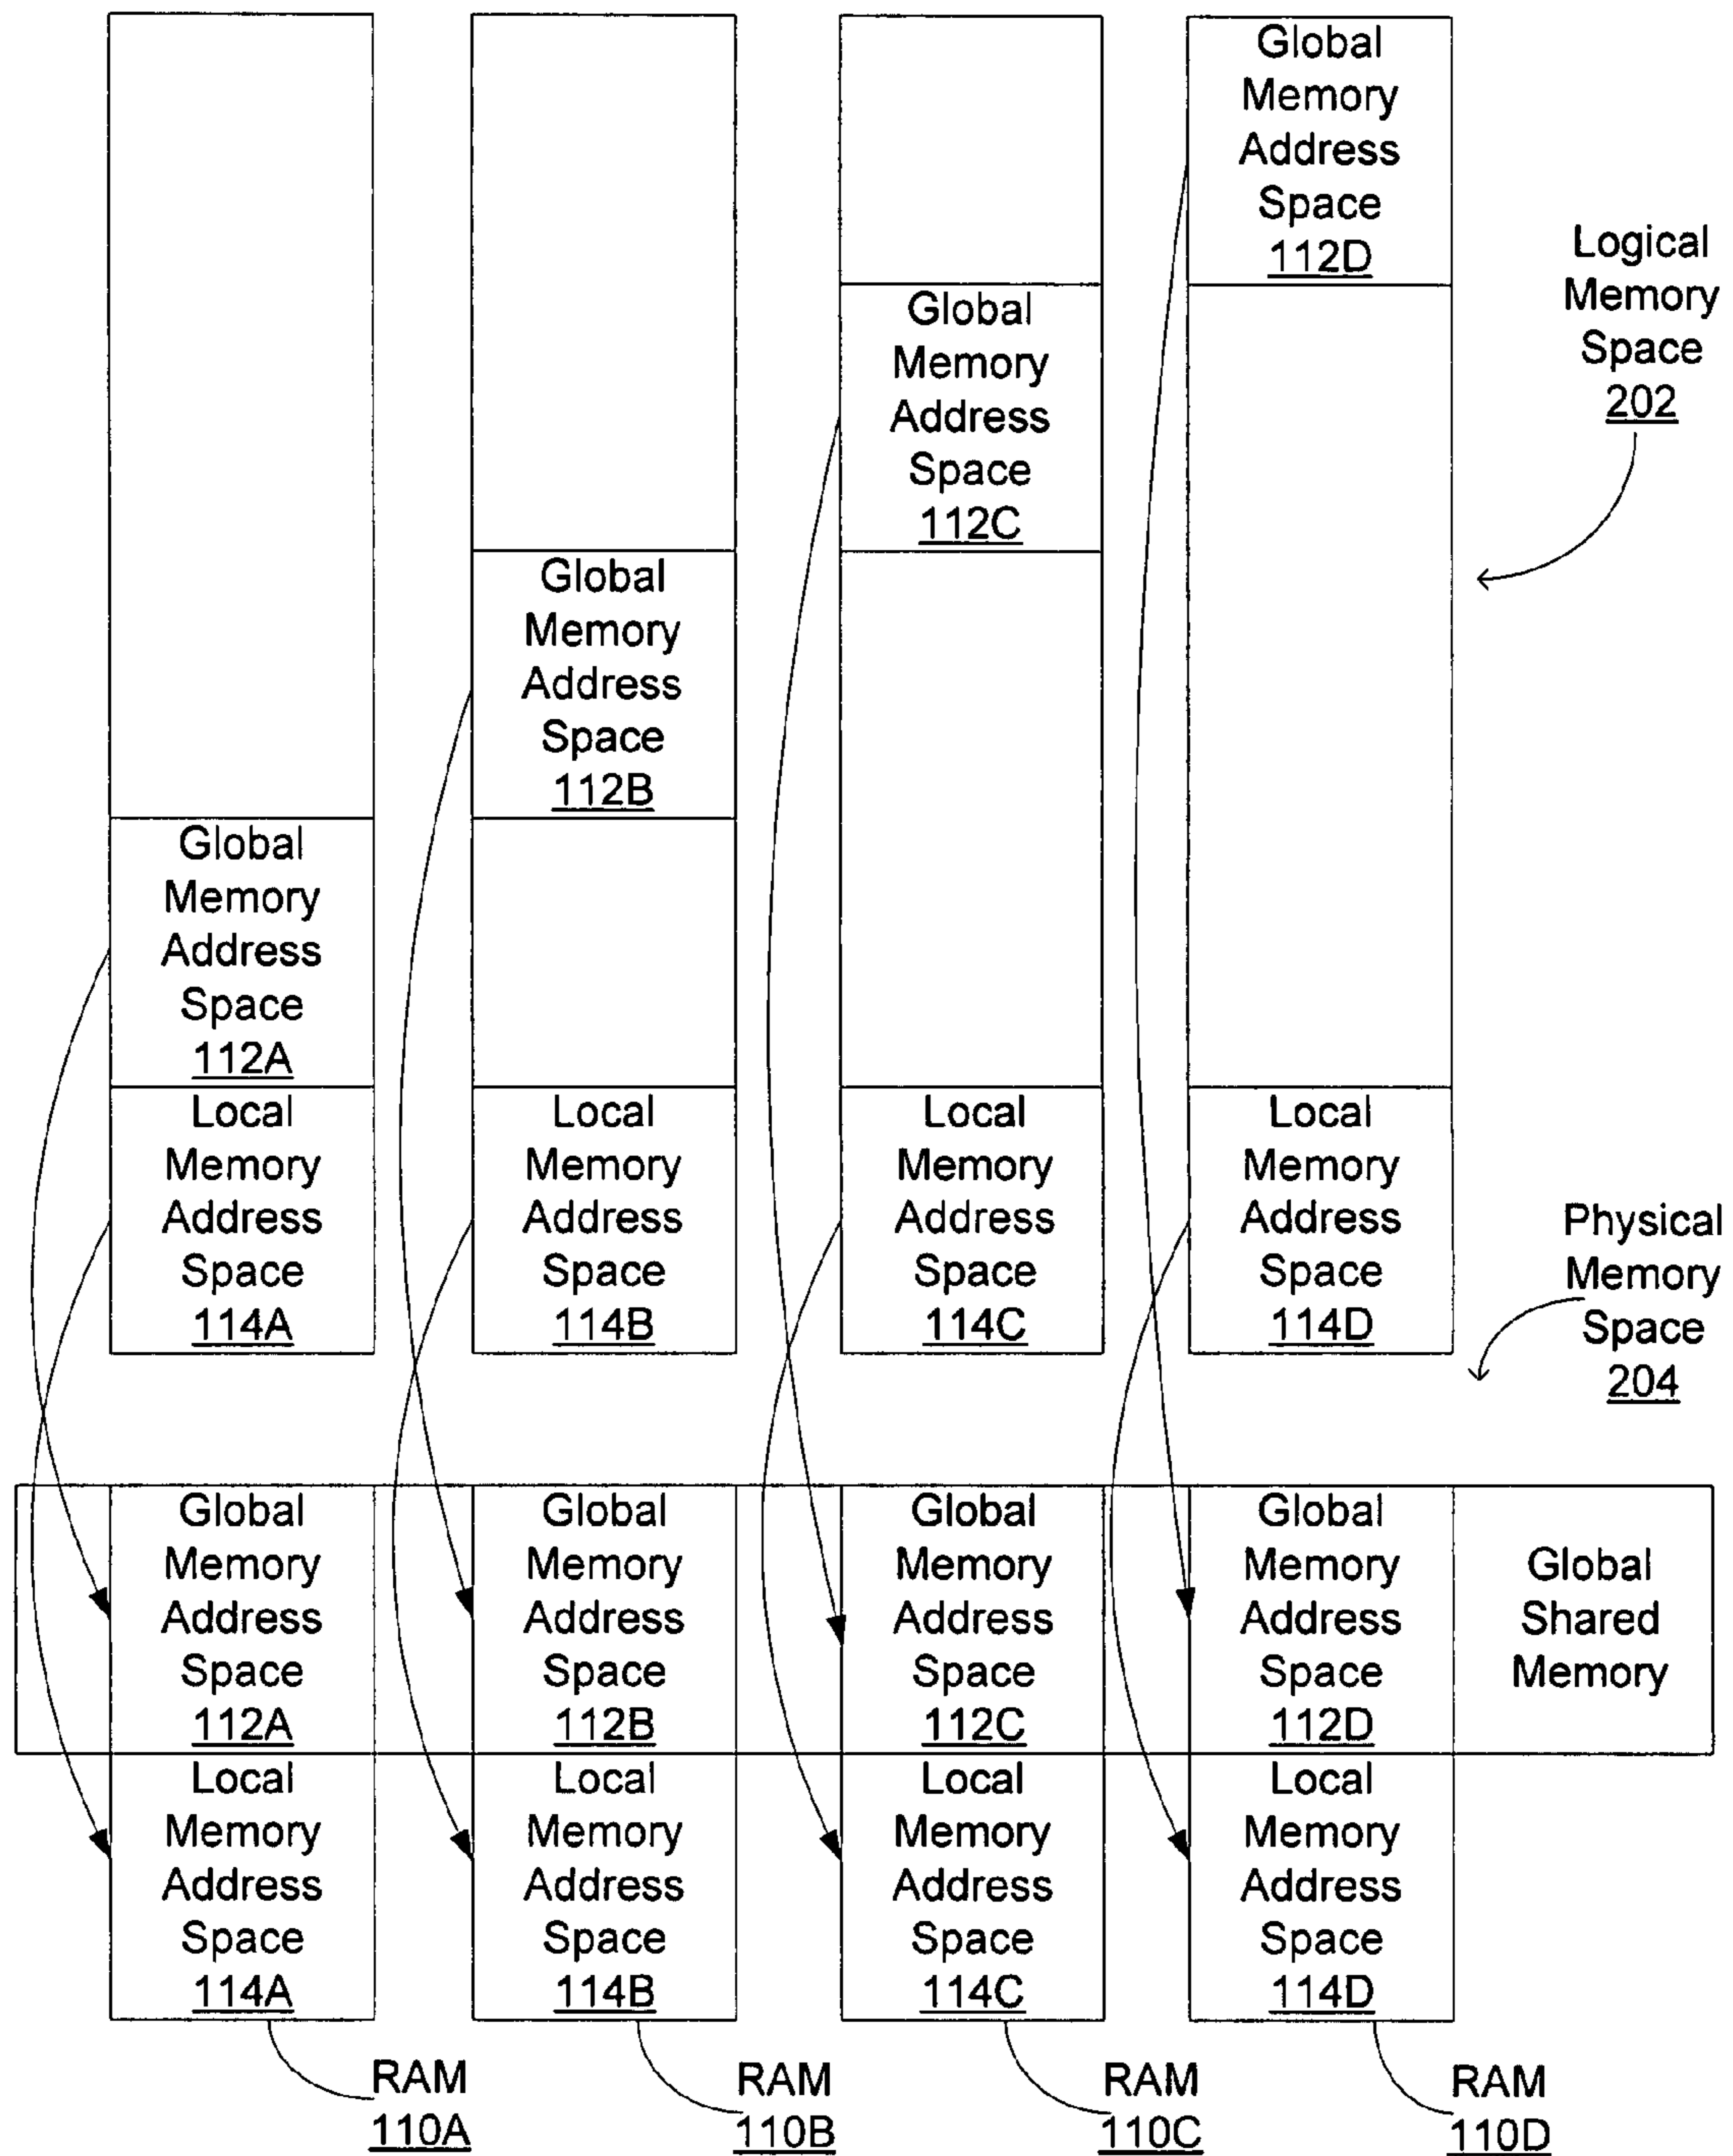 Global
Memory
Address
Space
112D
Logical
Memory
Space
202
Global
Memory
Address
Space
112C
Global
Memory
Address
Space
112B
Global
Memory
Address
Space
112A
Local
Memory
Address
Space
114A
Local
Memory
Address
Space
114B
Local
Memory
Address
Space
114C
Local
Memory
Address
Space
114D
Physical
Memory
Space
204
Global
Memory
Address
Space
112A
Global
Memory
Address
Space
112B
Global
Memory
Address
Space
112C
Global
Memory
Address
Space
112D
Global
Shared
Memory
Local
Memory
Address
Space
114A
Local
Memory
Address
Space
114B
Local
Memory
Address
Space
114C
Local
Memory
Address
Space
114D
RAM
110A
RAM
110B
RAM
110C
RAM
110D